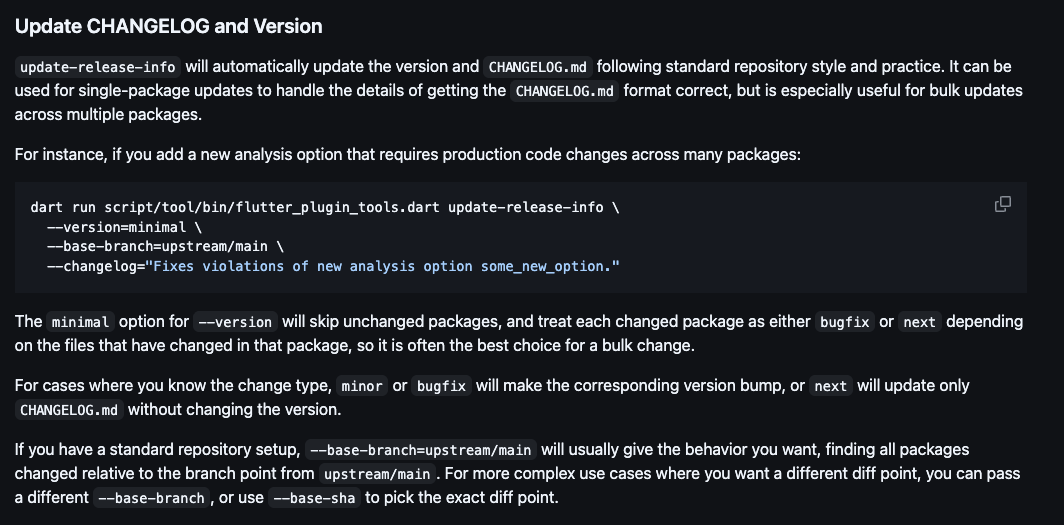 Update CHANGELOG and Version
update-release-info will automatically update the version and CHANGELOG.md following standard repository style and practice. It can be
used for single-package updates to handle the details of getting the CHANGELOG.md format correct, but is especially useful for bulk updates
across multiple packages.
For instance, if you add a new analysis option that requires production code changes across many packages:
dart run script/tool/bin/flutter_plugin_tools.dart update-release-info \
  --version=minimal \
  --base-branch=upstream/main \
  --changelog="Fixes violations of new analysis option some_new_option."
The minimal option for --version will skip unchanged packages, and treat each changed package as either bugfix or next depending
on the files that have changed in that package, so it is often the best choice for a bulk change.
For cases where you know the change type, minor or bugfix will make the corresponding version bump, or next will update only
CHANGELOG.md without changing the version.
If you have a standard repository setup, --base-branch=upstream/main will usually give the behavior you want, finding all packages
changed relative to the branch point from upstream/main. For more complex use cases where you want a different diff point, you can pass
a different --base-branch, or use --base-sha to pick the exact diff point.